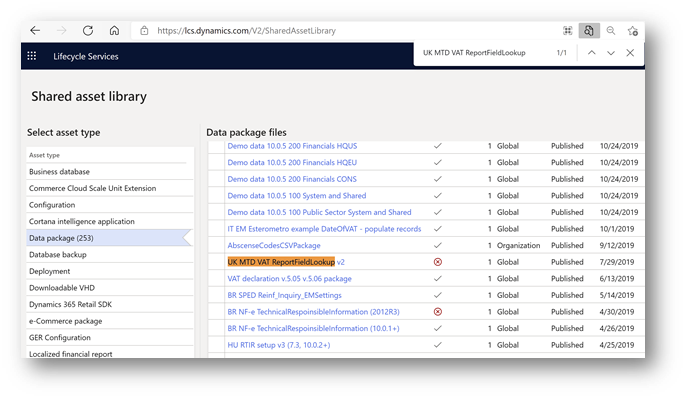 https://lcs.dynamics.com/V2/SharedAssetLibrary
UK MTD VAT ReportFieldLookup 1/1
Lifecycle Services
Shared asset library
Select asset type
Asset type
Business database
Commerce Cloud Scale Unit Extension
Configuration
Cortana intelligence application
Data package (253)
Database backup
Deployment
Downloadable VHD
Dynamics 365 Retail SDK
e-Commerce package
GER Configuration
Localized financial report
Data package files
Demo data 10.0.5 200 Financials HQUS 1 Global Published 10/24/2019
Demo data 10.0.5 200 Financials HQEU 1 Global Published 10/24/2019
Demo data 10.0.5 200 Financials CONS 1 Global Published 10/24/2019
Demo data 10.0.5 100 System and Shared 1 Global Published 10/24/2019
Demo data 10.0.5 100 Public Sector System and Shared 1 Global Published 10/24/2019
IT EM Esterometro example DateOfVAT - populate records 1 Global Published 10/1/2019
AbscenseCodesCSVPackage 1 Organization Published 9/12/2019
UK MTD VAT ReportFieldLookup v2 1 Global Published 7/29/2019
VAT declaration v.5.05 v.5.06 package 1 Global Published 6/13/2019
BR SPED Reinf_Inquiry_EMSettings 1 Global Published 5/14/2019
BR NF-e TechnicalRespoinsibleInformation (2012R3) 1 Global Published 4/30/2019
BR NF-e TechnicalRespoinsibleInformation (10.0.1+) 1 Global Published 4/26/2019
HU RTIR setup v3 (7.3, 10.0.2+) 1 Global Published 4/25/2019